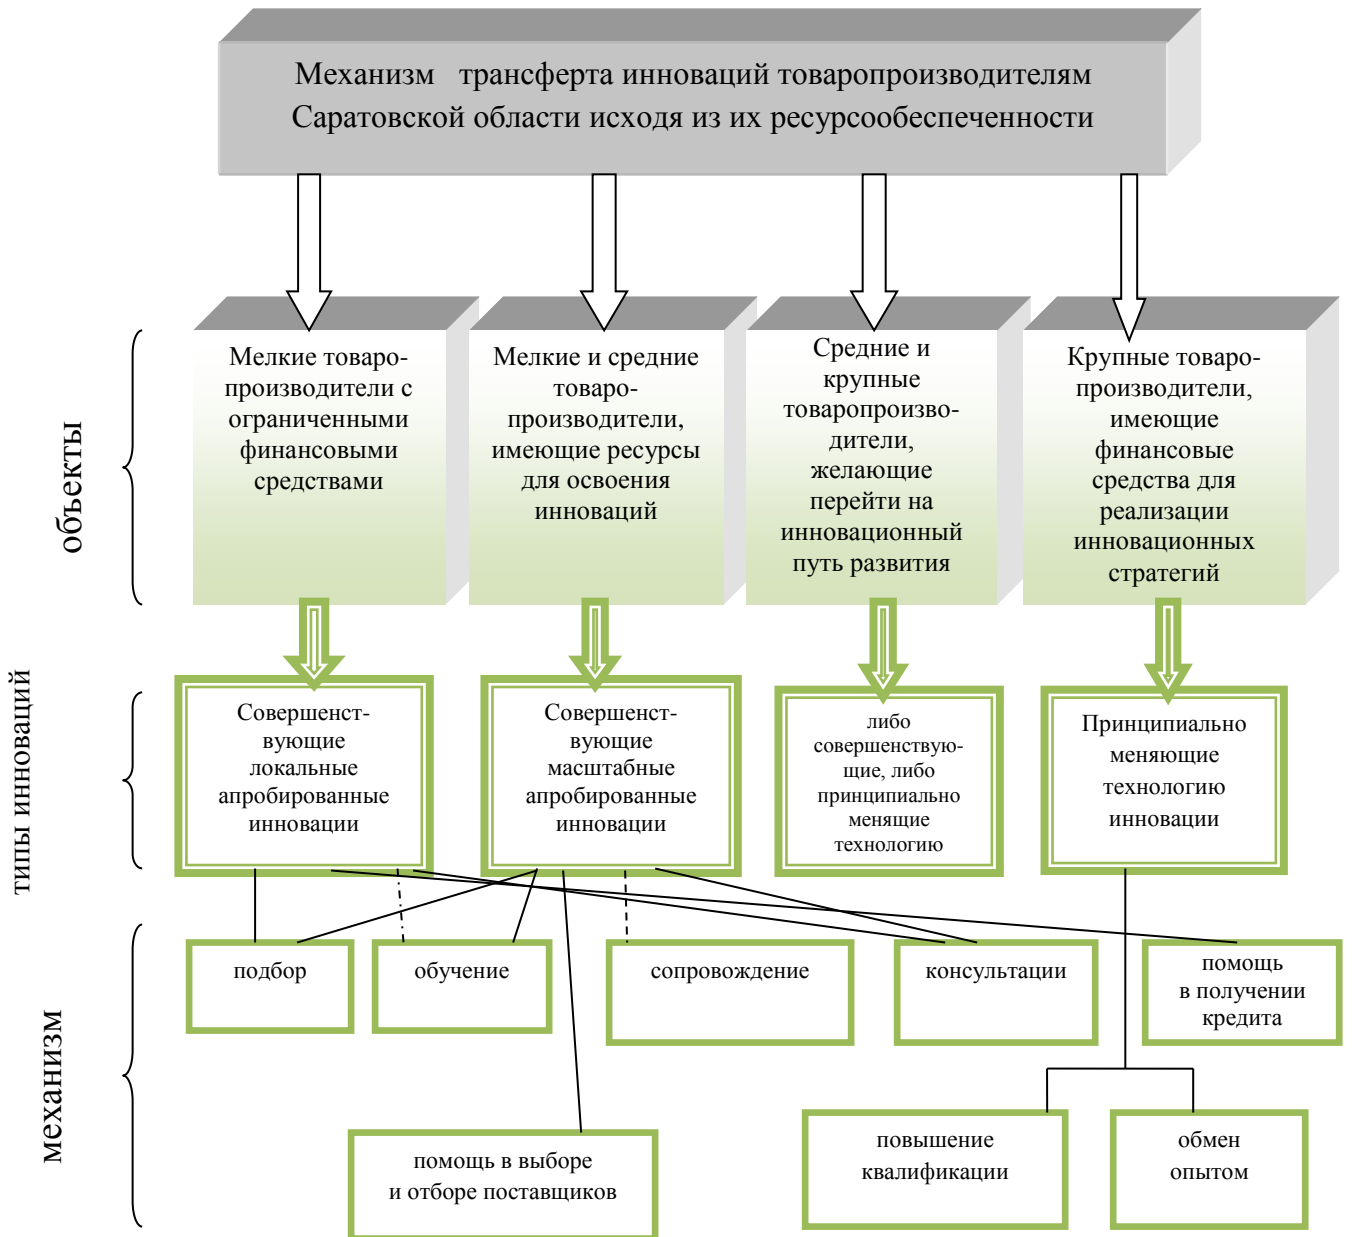 Механизм трансферта инноваций товаропроизводителям
Саратовской области исходя из их ресурсообеспеченности
объекты
Мелкие товаро-
производители с
ограниченными
финансовыми
средствами
Мелкие и средние
товаро-
производители,
имеющие ресурсы
для освоения
инноваций
Средние и
крупные
товаропроизво-
дители,
желающие
перейти на
инновационный
путь развития
Крупные товаро-
производители,
имеющие
финансовые
средства для
реализации
инновационных
стратегий
типы инноваций
Совершенст-
вующие
локальные
апробированные
инновации
Совершенст-
вующие
масштабные
апробированные
инновации
либо
совершенствую-
щие, либо
принципиально
менящие
технологию
Принципиально
меняющие
технологию
инновации
механизм
подбор
обучение
сопровождение
консультации
помощь
в получении
кредита
помощь в выборе
и отборе поставщиков
повышение
квалификации
обмен
опытом